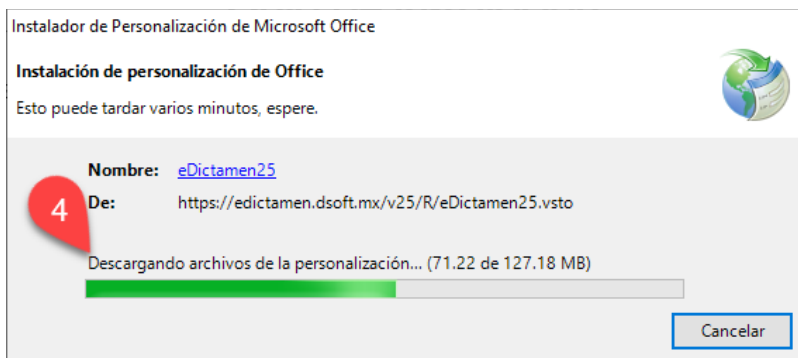 Instalador de Personalización de Microsoft Office
Instalación de personalización de Office
Esto puede tardar varios minutos, espere.
Nombre: eDictamen25
4
De: https://edictamen.dsoft.mx/v25/R/eDictamen25.vsto
Descargando archivos de la personalización... (71.22 de 127.18 MB)
Cancelar